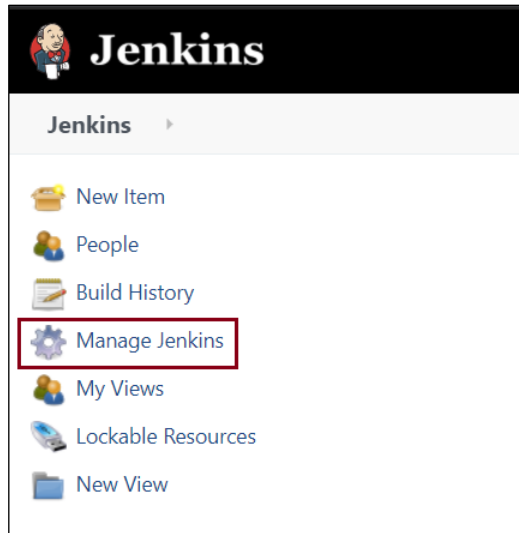 Jenkins
Jenkins
New Item
People
Build History
Manage Jenkins
My Views
Lockable Resources
New View